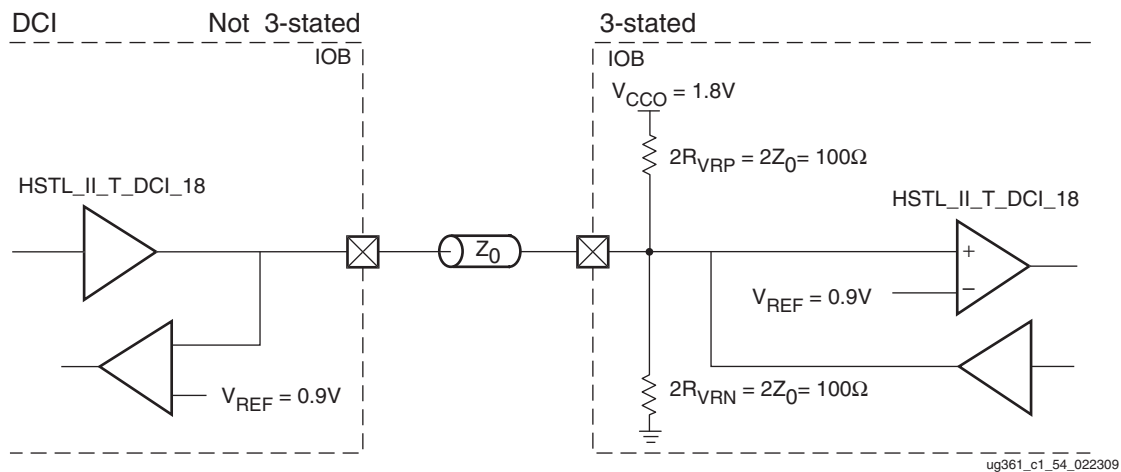 DCI Not 3-stated
3-stated
IOB
IOB
VCCO = 1.8V
2RVRP = 2Z0= 100Ω
HSTL_II_T_DCI_18
HSTL_II_T_DCI_18
Z0
+
VREF = 0.9V
–
VREF = 0.9V
2RVRN = 2Z0= 100Ω
ug361_c1_54_022309